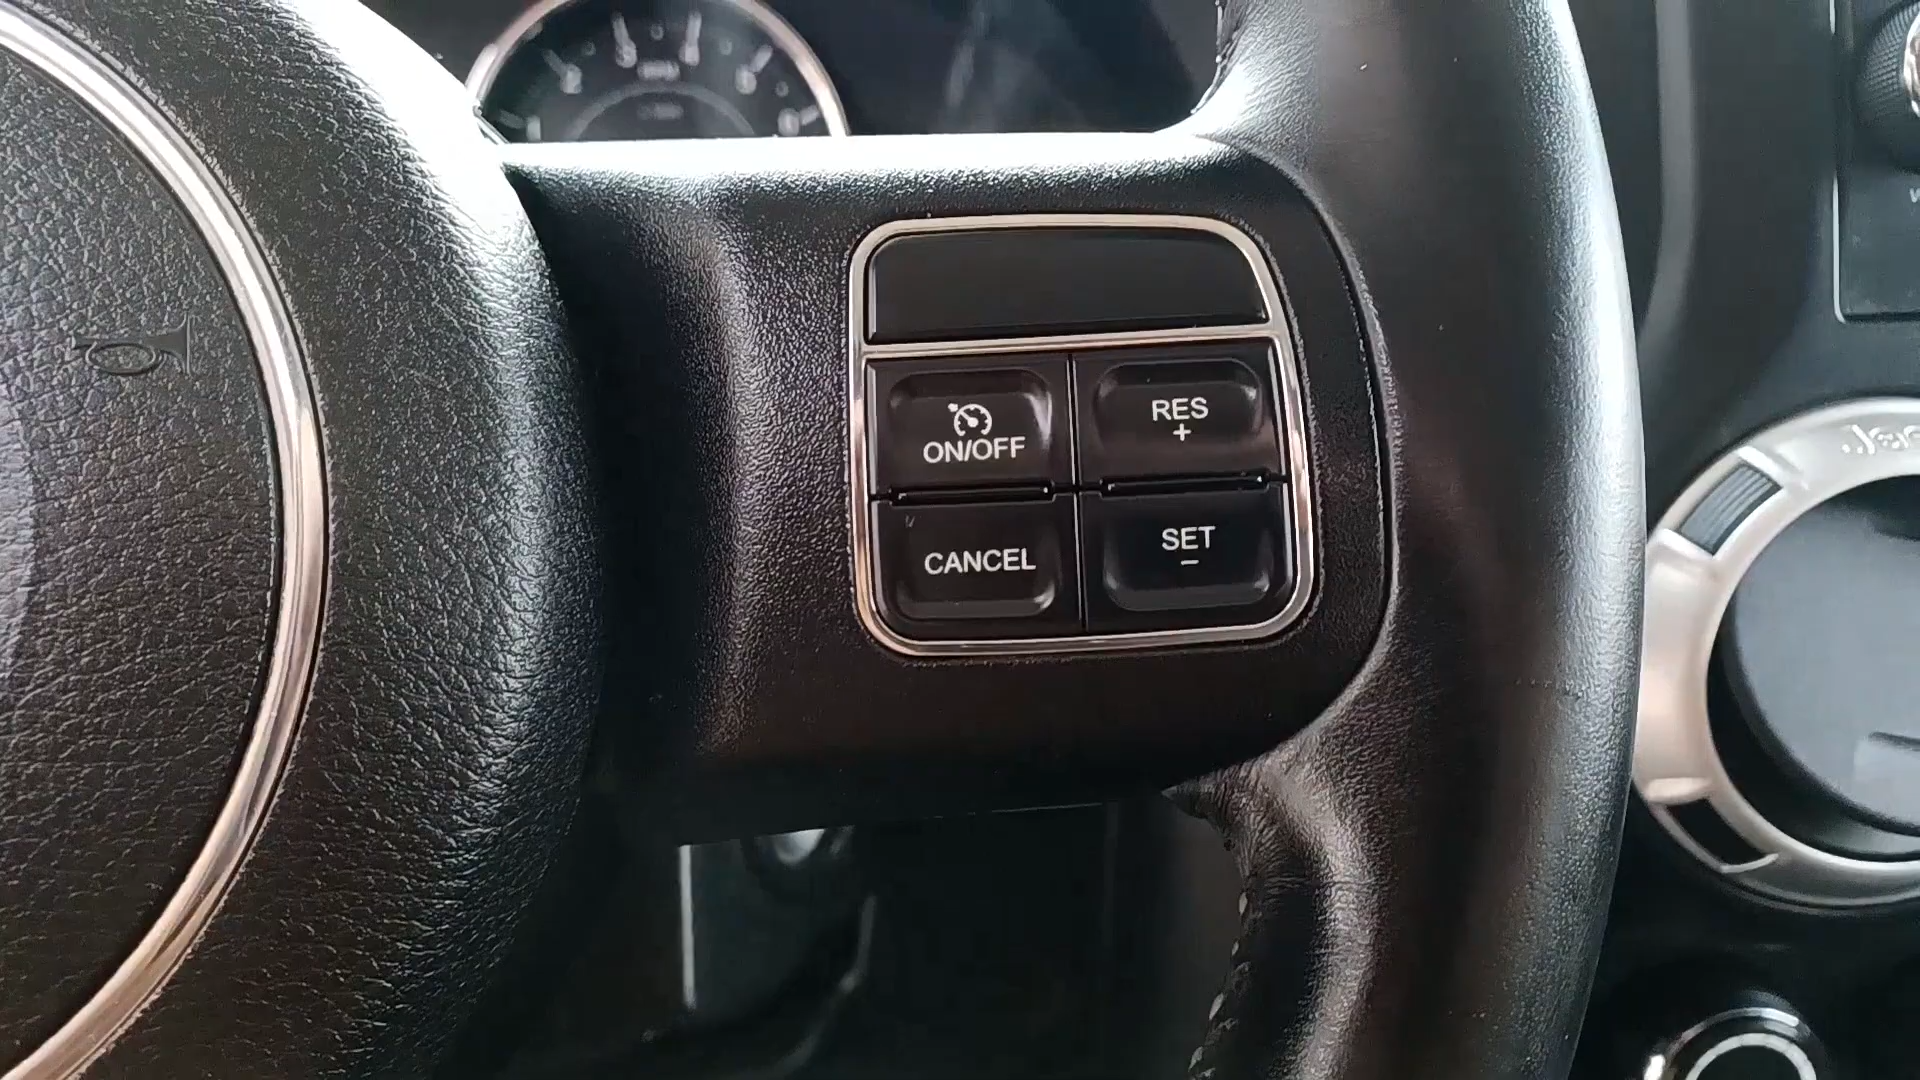 ON/OFF
RES
+
CANCEL
SET
-